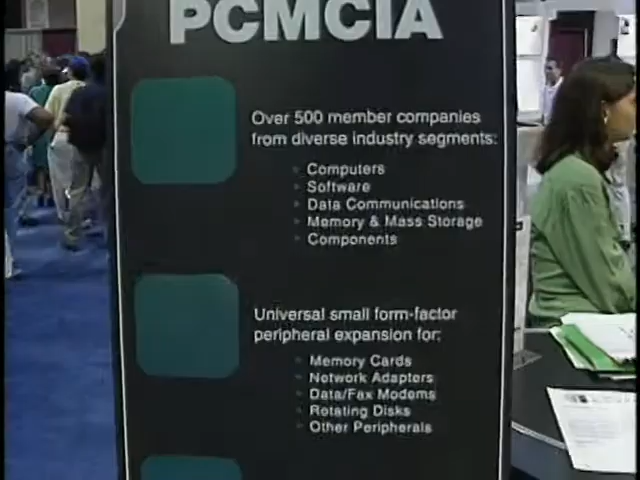 PCMCIA
Over 500 member companies
from diverse industry segments:
Computers
Software
Data Communications
Memory & Mass Storage
Components
Universal small form-factor
peripheral expansion for:
Memory Cards
Network Adapters
Data/Fax Modems
Rotating Disks
Other Peripherals